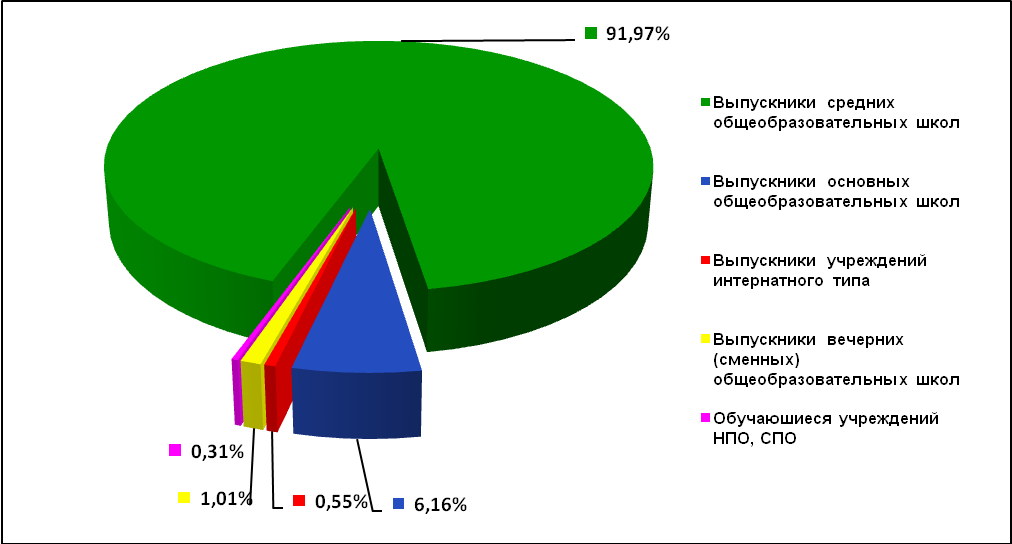 91,97%
Выпускники средних
общеобразовательных школ
Выпускники основных
общеобразовательных школ
Выпускники учреждений
интернатного типа
Выпускники вечерних
(сменных)
общеобразовательных школ
Обучаюшиеся учреждений
НПО, СПО
0,31%
1,01%
0,55%
6,16%